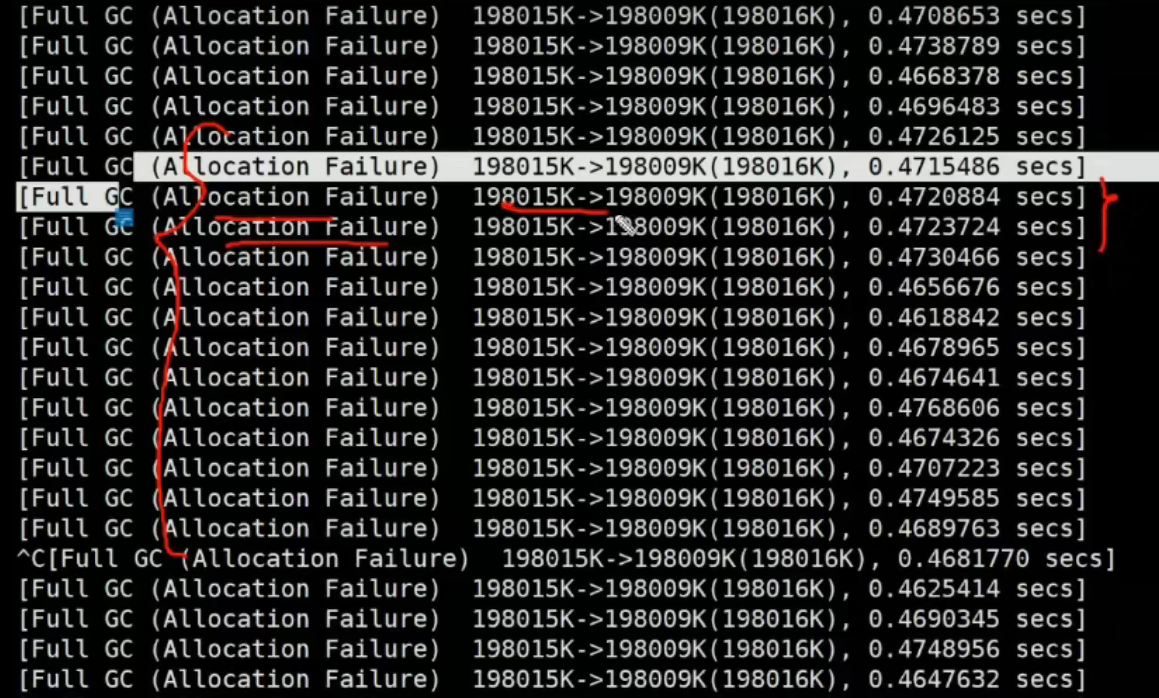 [Full GC (Allocation Failure)  198015K->198009K(198016K), 0.4708653 secs]
[Full GC (Allocation Failure)  198015K->198009K(198016K), 0.4738789 secs]
[Full GC (Allocation Failure)  198015K->198009K(198016K), 0.4668378 secs]
[Full GC (Allocation Failure)  198015K->198009K(198016K), 0.4696483 secs]
[Full GC (Allocation Failure)  198015K->198009K(198016K), 0.4726125 secs]
[Full GC (Allocation Failure)  198015K->198009K(198016K), 0.4715486 secs]
[Full GC (Allocation Failure)  198015K->198009K(198016K), 0.4720884 secs]
[Full GC (Allocation Failure)  198015K->198009K(198016K), 0.4723724 secs]
[Full GC (Allocation Failure)  198015K->198009K(198016K), 0.4730466 secs]
[Full GC (Allocation Failure)  198015K->198009K(198016K), 0.4656676 secs]
[Full GC (Allocation Failure)  198015K->198009K(198016K), 0.4618842 secs]
[Full GC (Allocation Failure)  198015K->198009K(198016K), 0.4678965 secs]
[Full GC (Allocation Failure)  198015K->198009K(198016K), 0.4674641 secs]
[Full GC (Allocation Failure)  198015K->198009K(198016K), 0.4768606 secs]
[Full GC (Allocation Failure)  198015K->198009K(198016K), 0.4674326 secs]
[Full GC (Allocation Failure)  198015K->198009K(198016K), 0.4707223 secs]
[Full GC (Allocation Failure)  198015K->198009K(198016K), 0.4749585 secs]
[Full GC (Allocation Failure)  198015K->198009K(198016K), 0.4689763 secs]
^C[Full GC (Allocation Failure)  198015K->198009K(198016K), 0.4681770 secs]
[Full GC (Allocation Failure)  198015K->198009K(198016K), 0.4625414 secs]
[Full GC (Allocation Failure)  198015K->198009K(198016K), 0.4690345 secs]
[Full GC (Allocation Failure)  198015K->198009K(198016K), 0.4748956 secs]
[Full GC (Allocation Failure)  198015K->198009K(198016K), 0.4647632 secs]